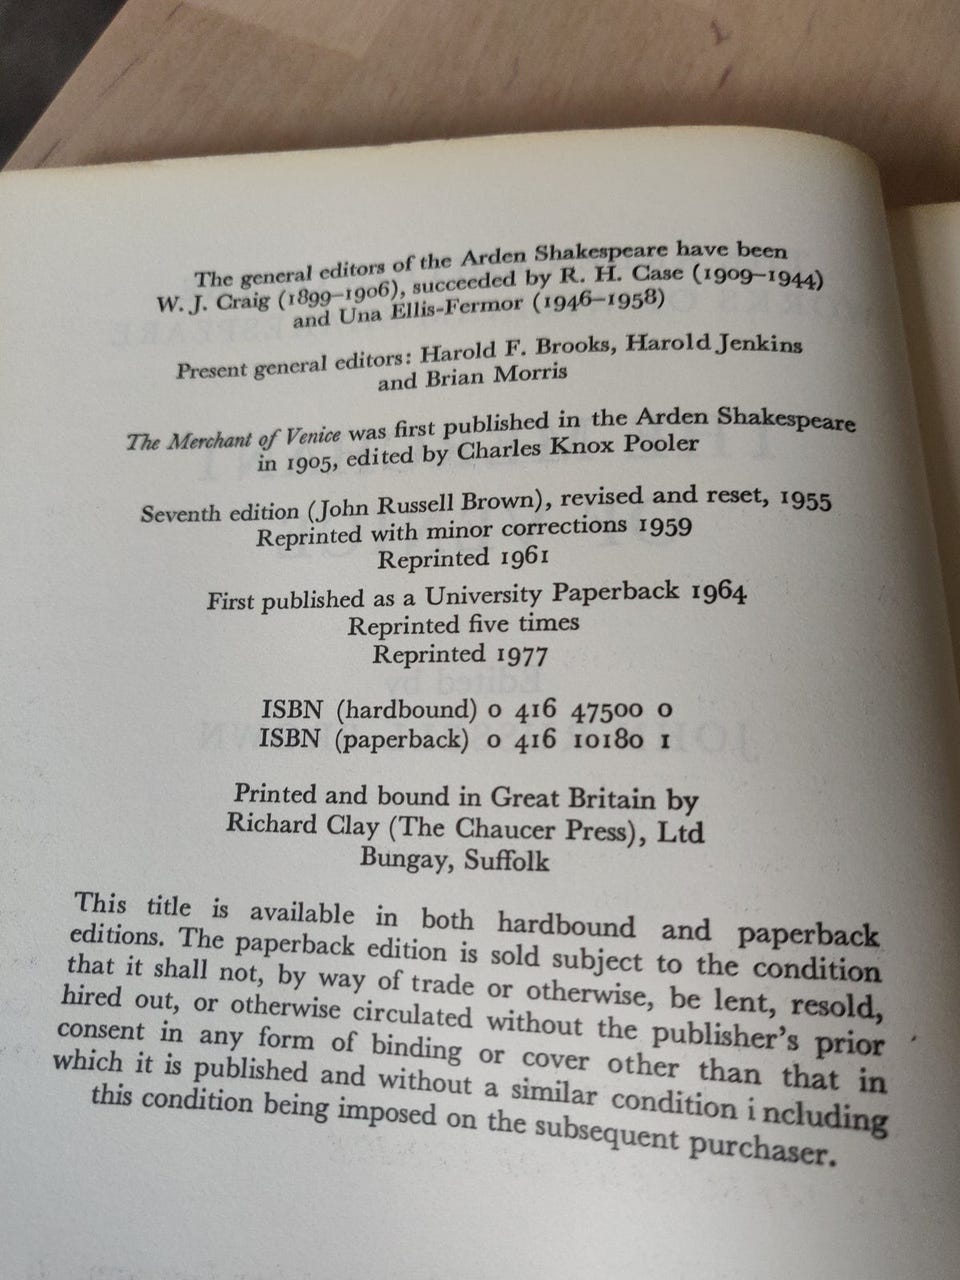 The general editors of the Arden Shakespeare have been
W. J. Craig (1899–1906), succeeded by R. H. Case (1909–1944)
and Una Ellis-Fermor (1946–1958)
Present general editors: Harold F. Brooks, Harold Jenkins
and Brian Morris
The Merchant of Venice was first published in the Arden Shakespeare
in 1905, edited by Charles Knox Pooler
Seventh edition (John Russell Brown), revised and reset, 1955
Reprinted with minor corrections 1959
Reprinted 1961
First published as a University Paperback 1964
Reprinted five times
Reprinted 1977
ISBN (hardbound) 0 416 47500 0
ISBN (paperback) 0 416 10180 1
Printed and bound in Great Britain by
Richard Clay (The Chaucer Press), Ltd
Bungay, Suffolk
This title is available in both hardbound and paperback
editions. The paperback edition is sold subject to the condition
that it shall not, by way of trade or otherwise, be lent, resold,
hired out, or otherwise circulated without the publisher's prior
consent in any form of binding or cover other than that in
which it is published and without a similar condition i ncluding
this condition being imposed on the subsequent purchaser.